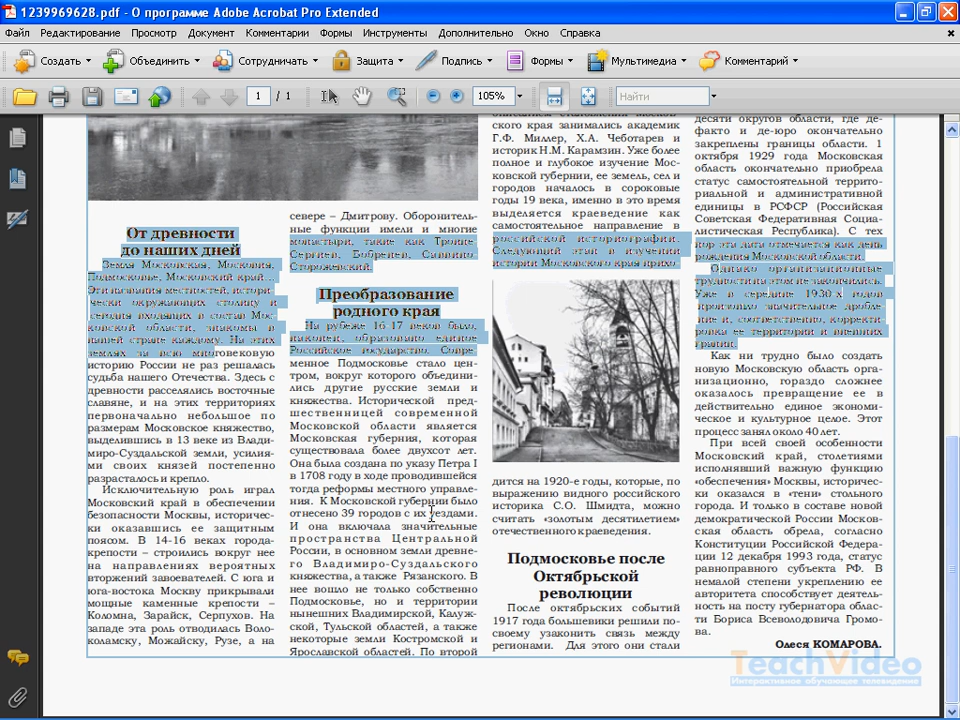 1239969628.pdf - О программе Adobe Acrobat Pro Extended
Файл Редактирование Просмотр Документ Комментарии Формы Инструменты Дополнительно Окно Справка
Создать Объединить Сотрудничать Защита Подпись Формы Мультимедиа Комментарий
1 / 1 105% Найти
От древности
до наших дней
Земля Московская, Московия,
Подмосковье, Московский край...
Эти названия местностей, истори-
чески окружающих столицу и
сегодня входящих в состав Мос-
ковской области, знакомы в
нашей стране каждому. На этих
землях за всю многовековую
историю России не раз решалась
судьба нашего Отечества. Здесь с
древности расселялись восточные
славяне, и на этих территориях
первоначально небольшое по
размерам Московское княжество,
выделившись в 13 веке из Влади-
миро-Суздальской земли, усилия-
ми своих князей постепенно
разрасталось и крепло.
Исключительную роль играл
Московский край в обеспечении
безопасности Москвы, историчес-
ки оказавшись ее защитным
поясом. В 14-16 веках города-
крепости – строились вокруг нее
на направлениях вероятных
вторжений завоевателей. С юга и
юга-востока Москву прикрывали
мощные каменные крепости –
Коломна, Зарайск, Серпухов. На
западе эта роль отводилась Воло-
коламску, Можайску, Рузе, а на
севере – Дмитрову. Оборонитель-
ные функции имели и многие
монастыри, такие как Троице-
Сергиев, Бобренев, Саввино-
Сторожевский.
Преобразование
родного края
На рубеже 16-17 веков было,
наконец, образовано единое
Российское государство. Совре-
менное Подмосковье стало цен-
тром, вокруг которого объедини-
лись другие русские земли и
княжества. Исторической пред-
шественницей современной
Московской области является
Московская губерния, которая
существовала более двухсот лет.
Она была создана по указу Петра I
в 1708 году в ходе проводившейся
тогда реформы местного управле-
ния. К Московской губернии было
отнесено 39 городов с их уездами.
И она включала значительные
пространства Центральной
России, в основном земли древне-
го Владимиро-Суздальского
княжества, а также Рязанского. В
нее вошло не только собственно
Подмосковье, но и территории
нынешних Владимирской, Калуж-
ской, Тульской областей, а также
некоторые земли Костромской и
Ярославской областей. По второй
ского края занимались академик
Г.Ф. Миллер, Х.А. Чеботарев и
историк Н.М. Карамзин. Уже более
полное и глубокое изучение Мос-
ковской губернии, ее земель, сел и
городов началось в сороковые
годы 19 века, именно в это время
выделяется краеведение как
самостоятельное направление в
российской историографии.
Следующий этап в изучении
истории Московского края прихо-
дится на 1920-е годы, которые, по
выражению видного российского
историка С.О. Шмидта, можно
считать «золотым десятилетием»
отечественного краеведения.
Подмосковье после
Октябрьской
революции
После октябрьских событий
1917 года большевики решили по-
своему узаконить связь между
регионами. Для этого они стали
десяти округов области, где де-
факто и де-юро окончательно
закреплены границы области. 1
октября 1929 года Московская
область окончательно приобрела
статус самостоятельной террито-
риальной и административной
единицы в РСФСР (Российская
Советская Федеративная Социа-
листическая Республика). С тех
пор эта дата отмечается как день
рождения Московской области.
Однако организационные
трудности на этом не закончились.
Уже в середине 1930-х годов
произошло значительное дробле-
ние и, соответственно, корректи-
ровка ее территории и внешних
границ.
Как ни трудно было создать
новую Московскую область орга-
низационно, гораздо сложнее
оказалось превращение ее в
действительно единое экономи-
ческое и культурное целое. Этот
процесс занял около 40 лет.
При всей своей особенности
Московский край, столетиями
исполнявший важную функцию
«обеспечения» Москвы, историчес-
ки оказался в «тени» стольного
города. И только в составе новой
демократической России Москов-
ская область обрела, согласно
Конституции Российской Федера-
ции 12 декабря 1993 года, статус
равноправного субъекта РФ. В
немалой степени укреплению ее
авторитета способствует деятель-
ность на посту губернатора облас-
ти Бориса Всеволодовича Громо-
ва.
Олеся КОМАРОВА.
TeachVideo
Интерактивное обучающее телевидение